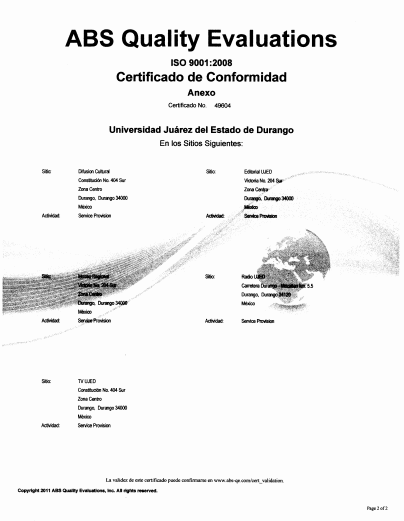 ABS Quality Evaluations
ISO 9001:2008
Certificado de Conformidad
Anexo
Certificado No. 49604
Universidad Juárez del Estado de Durango
En los Sitios Siguientes:
Sitio: Difusion Cultural
Constitución No. 404 Sur
Zona Centro
Durango, Durango 34000
México
Actividad: Service Provision
Sitio: Editorial UJED
Victoria No. 204 Sur
Zona Centro
Durango, Durango 34000
México
Actividad: Service Provision
Sitio: Museo Regional
Victoria No. 204 Sur
Zona Centro
Durango, Durango 34000
México
Actividad: Service Provision
Sitio: Radio UJED
Carretera Durango - Mazatlán Km. 5.5
Durango, Durango
México
Actividad: Service Provision
Sitio: TV UJED
Constitución No. 404 Sur
Zona Centro
Durango, Durango 34000
México
Actividad: Service Provision
La validez de este certificado puede confirmarse en www.abs-qe.com/cert_validation.
Copyright 2011 ABS Quality Evaluations, Inc. All rights reserved.
Page 2 of 2